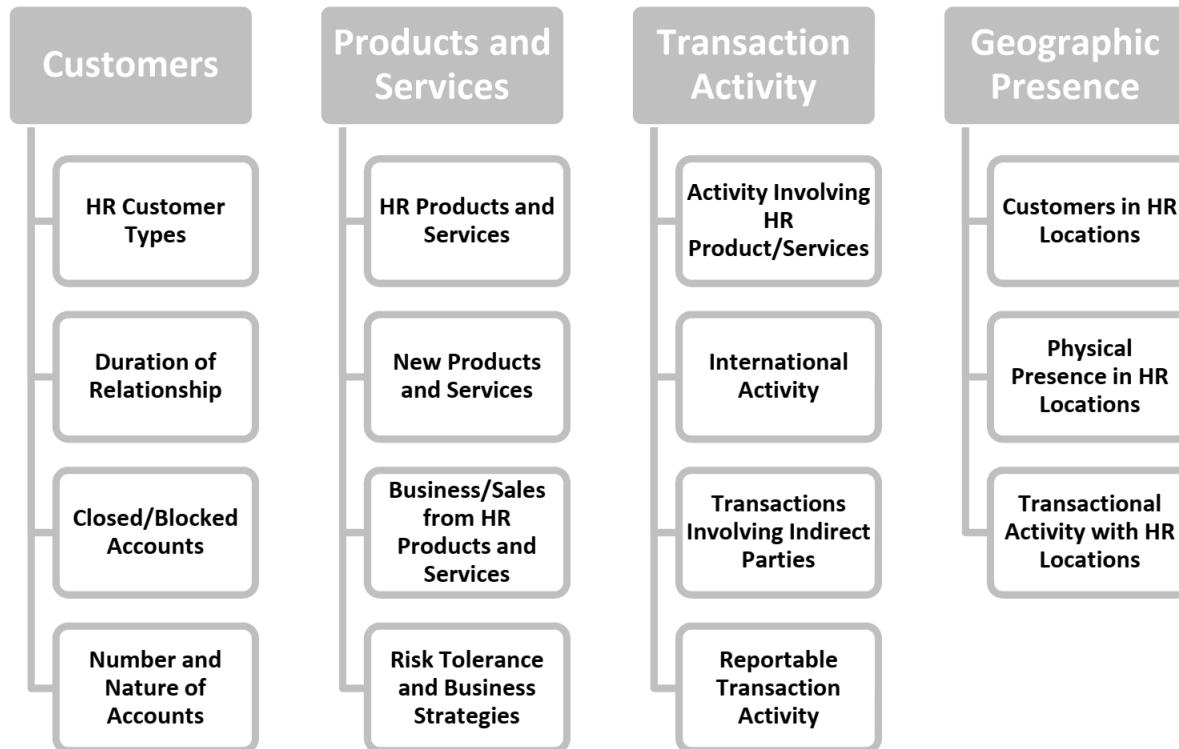 Customers
HR Customer
Types
Duration of
Relationship
Closed/Blocked
Accounts
Number and
Nature of
Accounts
Products and
Services
HR Products and
Services
New Products
and Services
Business/Sales
from HR
Products and
Services
Risk Tolerance
and Business
Strategies
Transaction
Activity
Activity Involving
HR
Product/Services
International
Activity
Transactions
Involving Indirect
Parties
Reportable
Transaction
Activity
Geographic
Presence
Customers in HR
Locations
Physical
Presence in HR
Locations
Transactional
Activity with HR
Locations